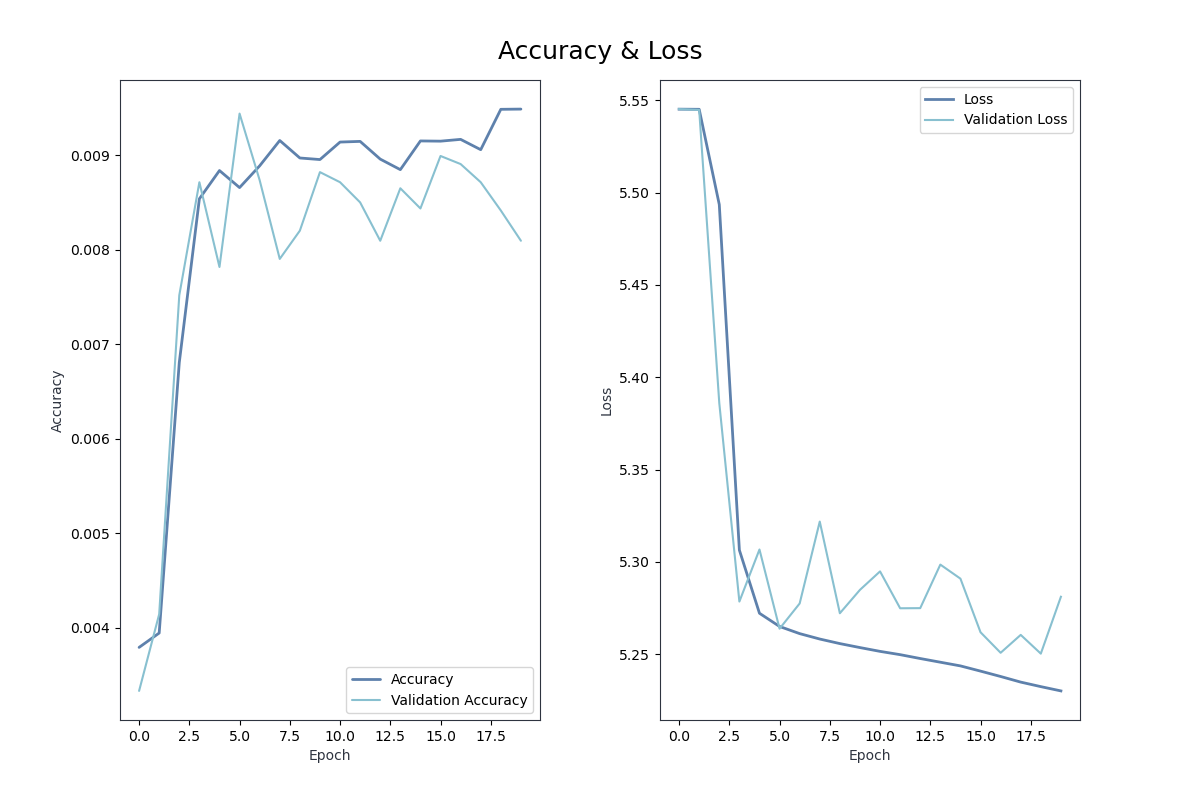 Accuracy & Loss
0.009
0.008
0.007
0.006
0.005
0.004
Accuracy
Accuracy
Validation Accuracy
0.0 2.5 5.0 7.5 10.0 12.5 15.0 17.5
Epoch
5.55
5.50
5.45
5.40
5.35
5.30
5.25
Loss
Loss
Validation Loss
0.0 2.5 5.0 7.5 10.0 12.5 15.0 17.5
Epoch